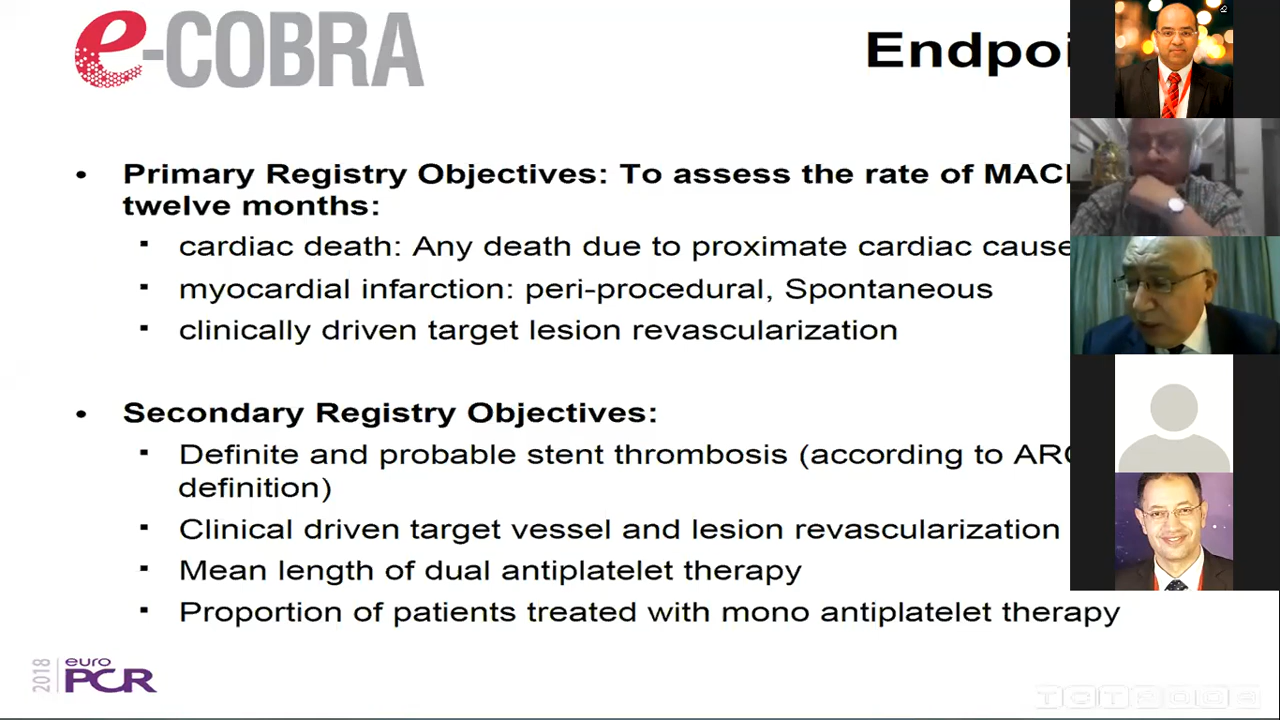 e-COBRA
Endpoi
• Primary Registry Objectives: To assess the rate of MAC
twelve months:
▪ cardiac death: Any death due to proximate cardiac cause
▪ myocardial infarction: peri-procedural, Spontaneous
▪ clinically driven target lesion revascularization
• Secondary Registry Objectives:
▪ Definite and probable stent thrombosis (according to ARC
definition)
▪ Clinical driven target vessel and lesion revascularization
▪ Mean length of dual antiplatelet therapy
▪ Proportion of patients treated with mono antiplatelet therapy
2018
euro
PCR